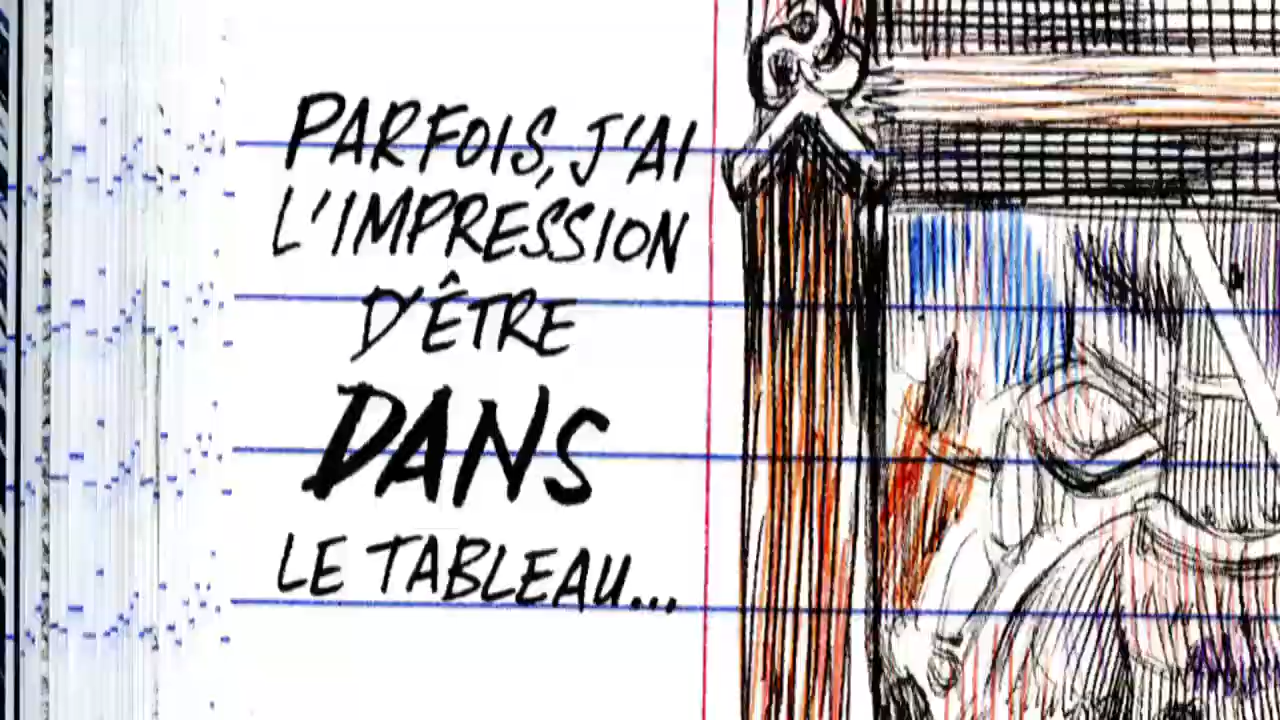 PARFOIS, J'AI
L'IMPRESSION
D'ÊTRE
DANS
LE TABLEAU...